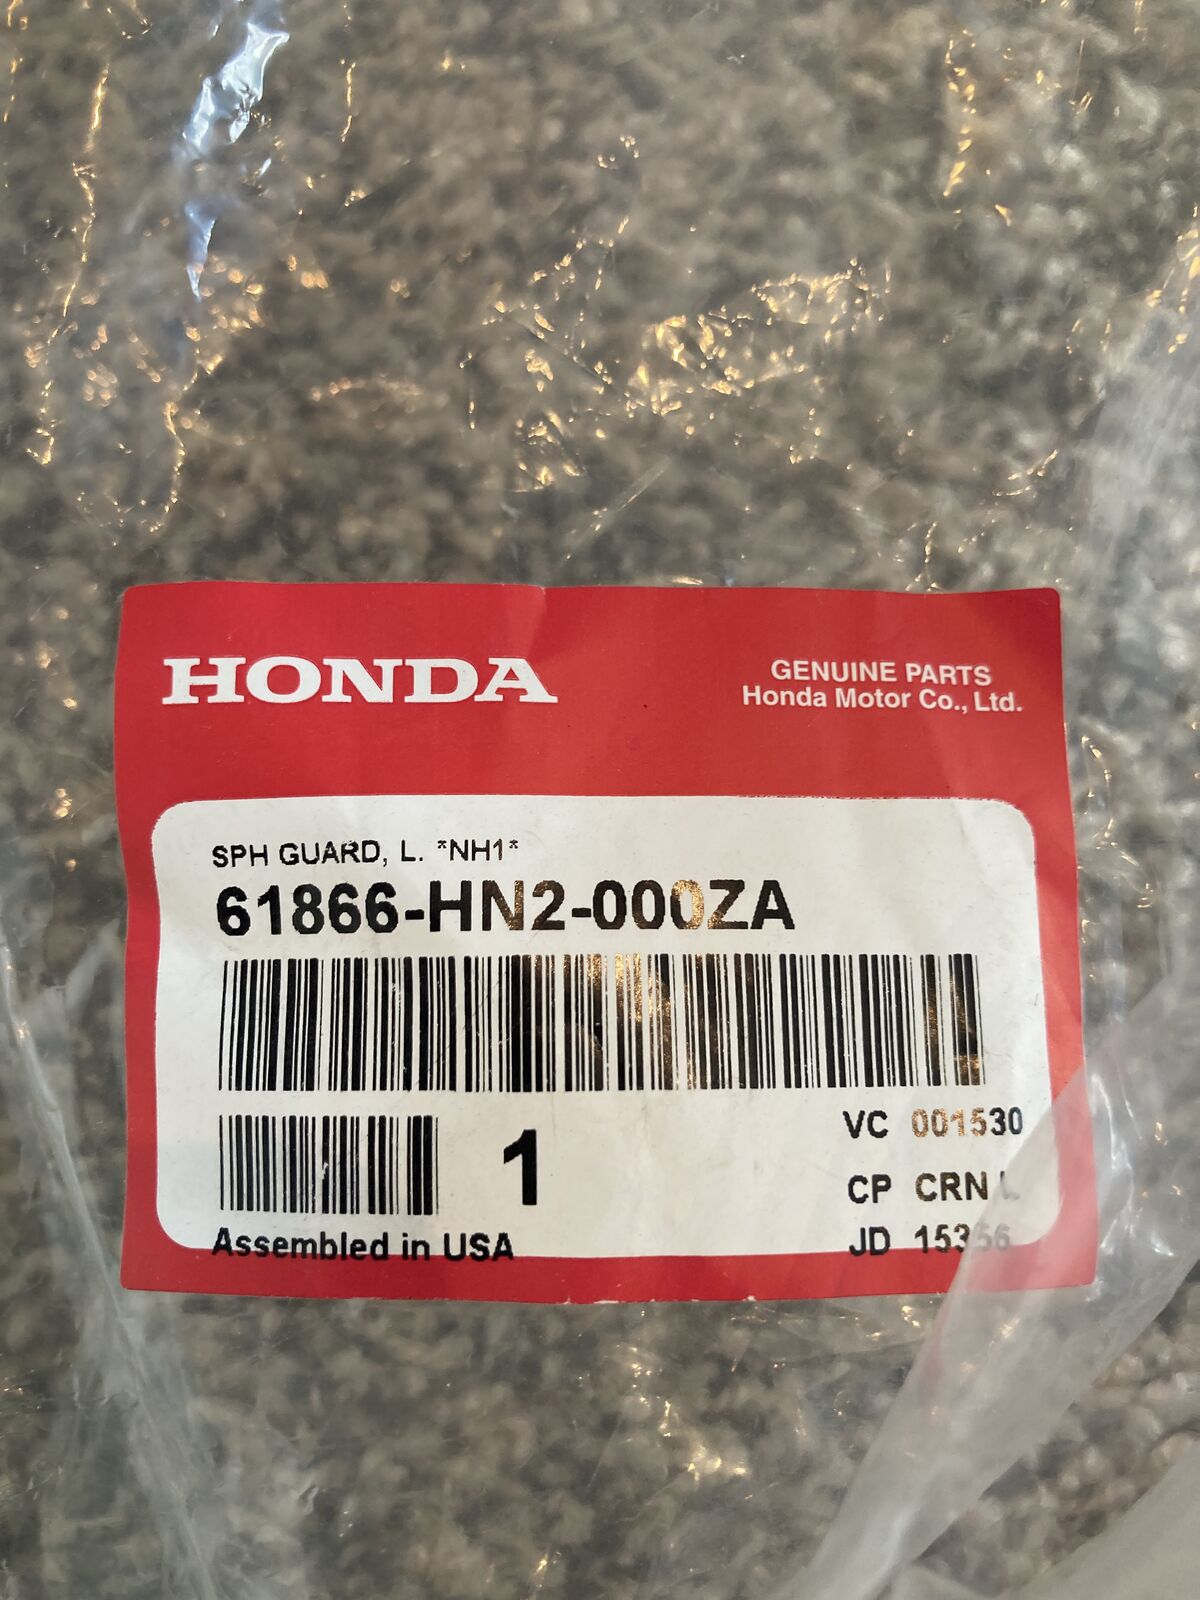 HONDA
GENUINE PARTS
Honda Motor Co., Ltd.
SPH GUARD, L. *NH1*
61866-HN2-000ZA
1
VC 001530
CP CRN L
JD 15356
Assembled in USA